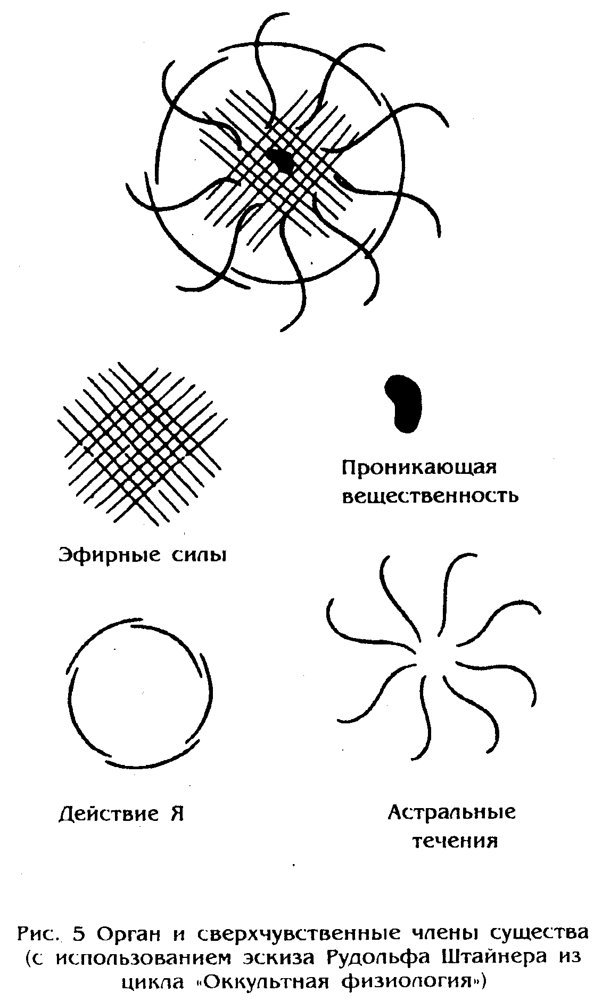 Проникающая
вещественность
Эфирные силы
Действие Я
Астральные
течения
Рис. 5 Орган и сверхчувственные члены существа
(с использованием эскиза Рудольфа Штайнера из
цикла «Оккультная физиология»)